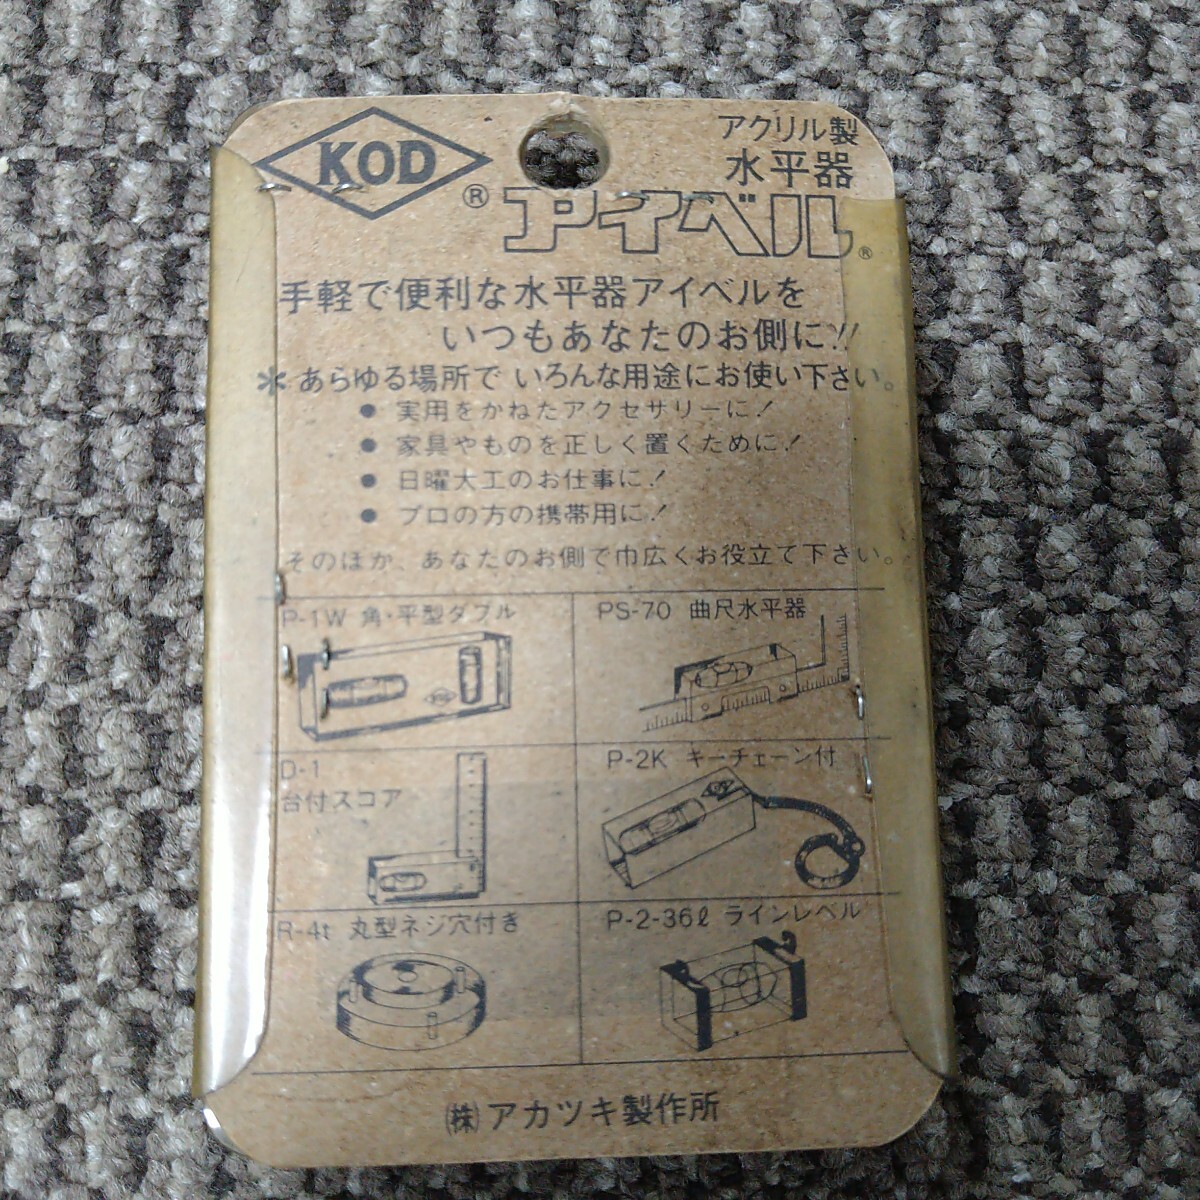 KOD
®
アクリル製
水平器
アイベル®
手軽で便利な水平器アイベルを
いつもあなたのお側に!!
＊あらゆる場所で いろんな用途にお使い下さい。
● 実用をかねたアクセサリーに!
● 家具やものを正しく置くために!
● 日曜大工のお仕事に!
● プロの方の携帯用に!
そのほか、あなたのお側で巾広くお役立て下さい。
P-1W 角・平型ダブル
PS-70 曲尺水平器
D-1
台付スコア
P-2K キーチェーン付
R-4t 丸型ネジ穴付き
P-2-36ℓ ラインレベル
㈱アカツキ製作所